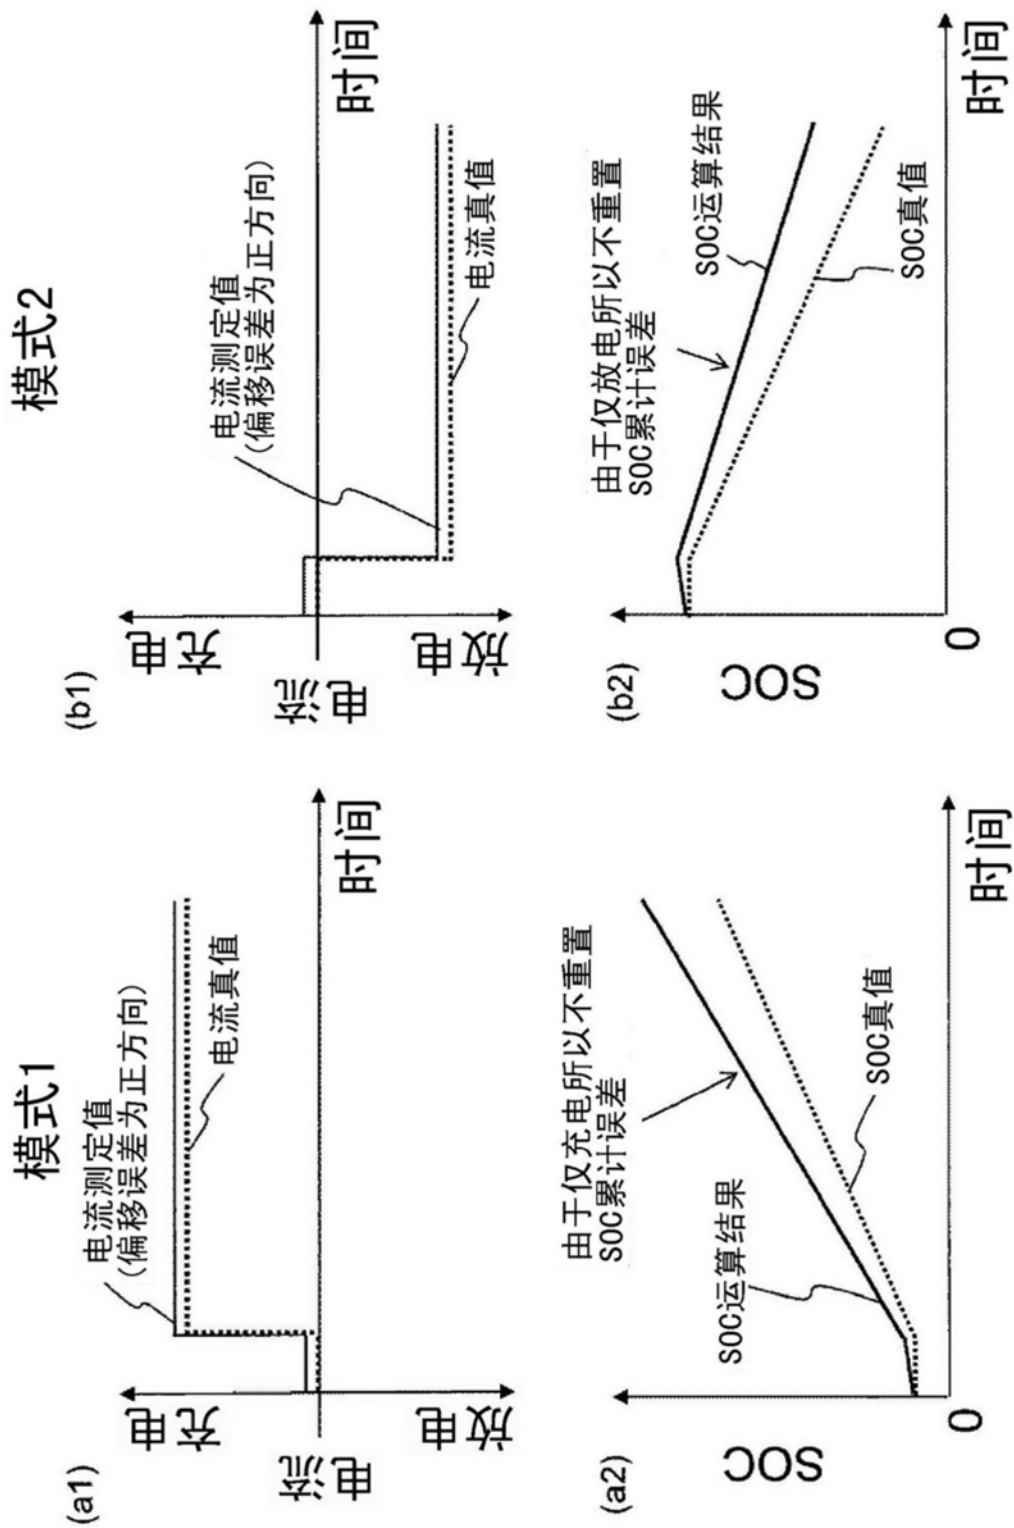 模式1
(a1)
充电
电流
放电
电流测定值
(偏移误差为正方向)
电流真值
时间
(a2)
SOC
0
由于仅充电所以不重置
SOC累计误差
SOC运算结果
SOC真值
时间
模式2
(b1)
充电
电流
放电
电流测定值
(偏移误差为正方向)
电流真值
时间
(b2)
SOC
0
由于仅放电所以不重置
SOC累计误差
SOC运算结果
SOC真值
时间